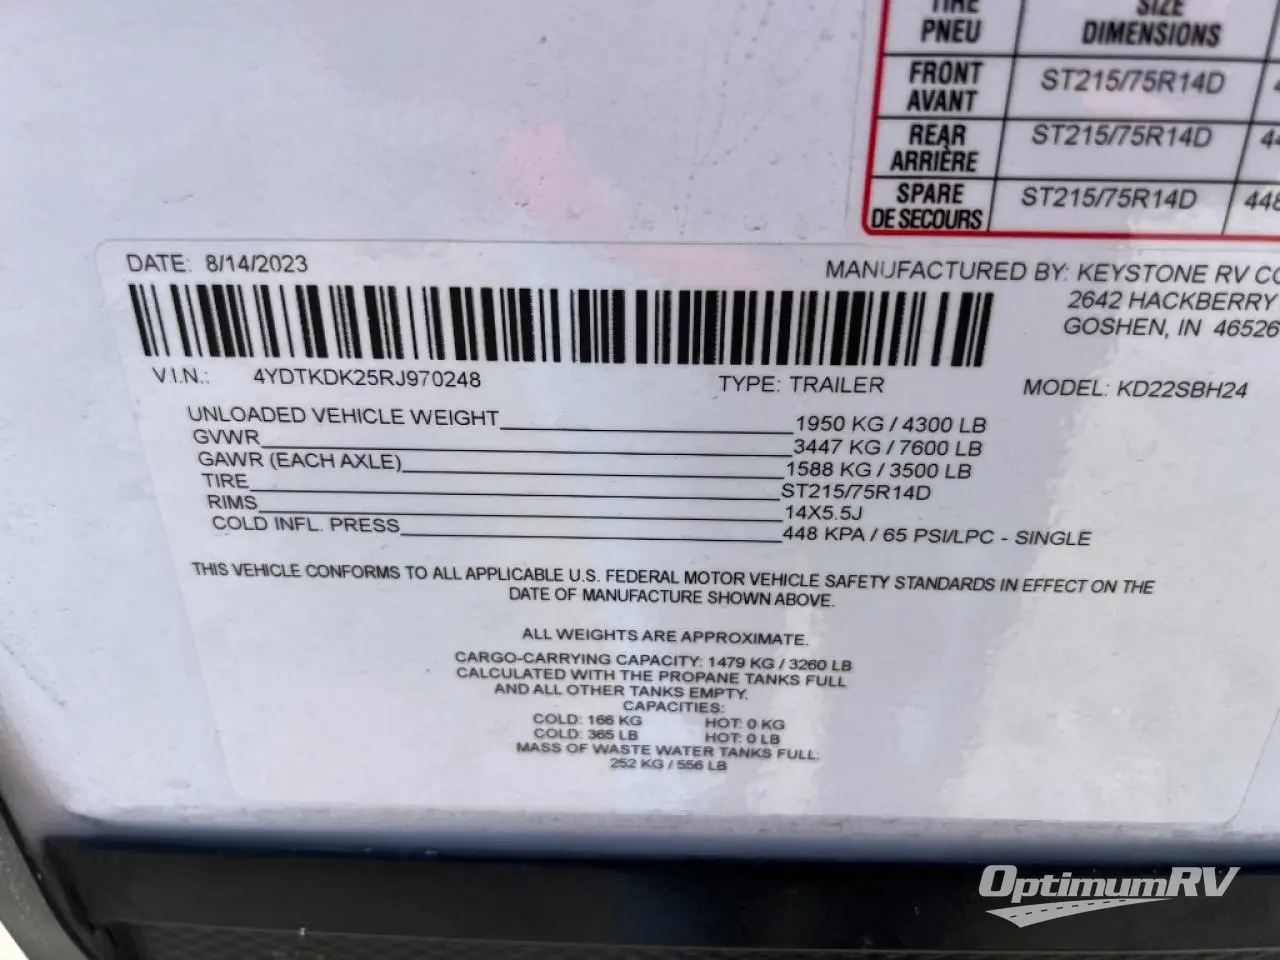 TIRE SIZE
PNEU DIMENSIONS
FRONT ST215/75R14D
AVANT
REAR ST215/75R14D
ARRIÈRE
SPARE ST215/75R14D 448
DE SECOURS
DATE: 8/14/2023
MANUFACTURED BY: KEYSTONE RV CO
2642 HACKBERRY
GOSHEN, IN 46526
V.I.N.: 4YDTKDK25RJ970248 TYPE: TRAILER MODEL: KD22SBH24
UNLOADED VEHICLE WEIGHT 1950 KG / 4300 LB
GVWR 3447 KG / 7600 LB
GAWR (EACH AXLE) 1588 KG / 3500 LB
TIRE ST215/75R14D
RIMS 14X5.5J
COLD INFL. PRESS 448 KPA / 65 PSI/LPC - SINGLE
THIS VEHICLE CONFORMS TO ALL APPLICABLE U.S. FEDERAL MOTOR VEHICLE SAFETY STANDARDS IN EFFECT ON THE
DATE OF MANUFACTURE SHOWN ABOVE.
ALL WEIGHTS ARE APPROXIMATE.
CARGO-CARRYING CAPACITY: 1479 KG / 3260 LB
CALCULATED WITH THE PROPANE TANKS FULL
AND ALL OTHER TANKS EMPTY.
CAPACITIES:
COLD: 166 KG HOT: 0 KG
COLD: 365 LB HOT: 0 LB
MASS OF WASTE WATER TANKS FULL:
252 KG / 556 LB
OptimumRV